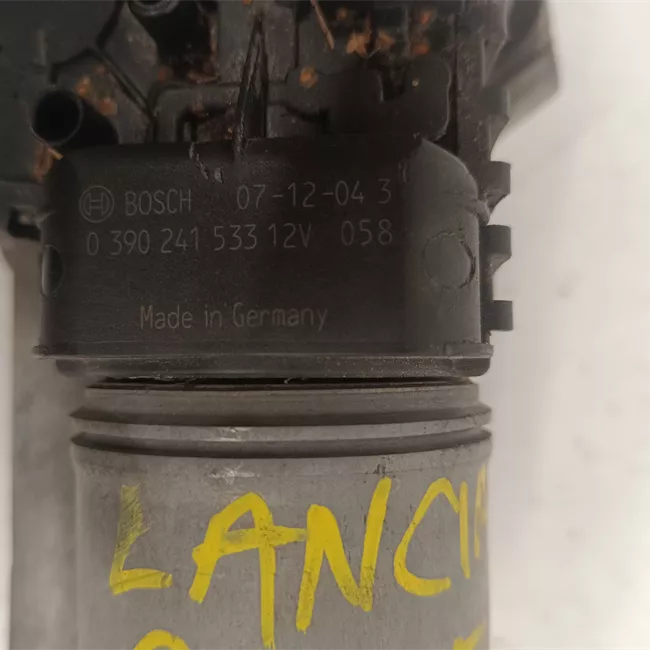 BOSCH 07-12-04 3
0 390 241 533 12V 058
Made in Germany
LANCIA